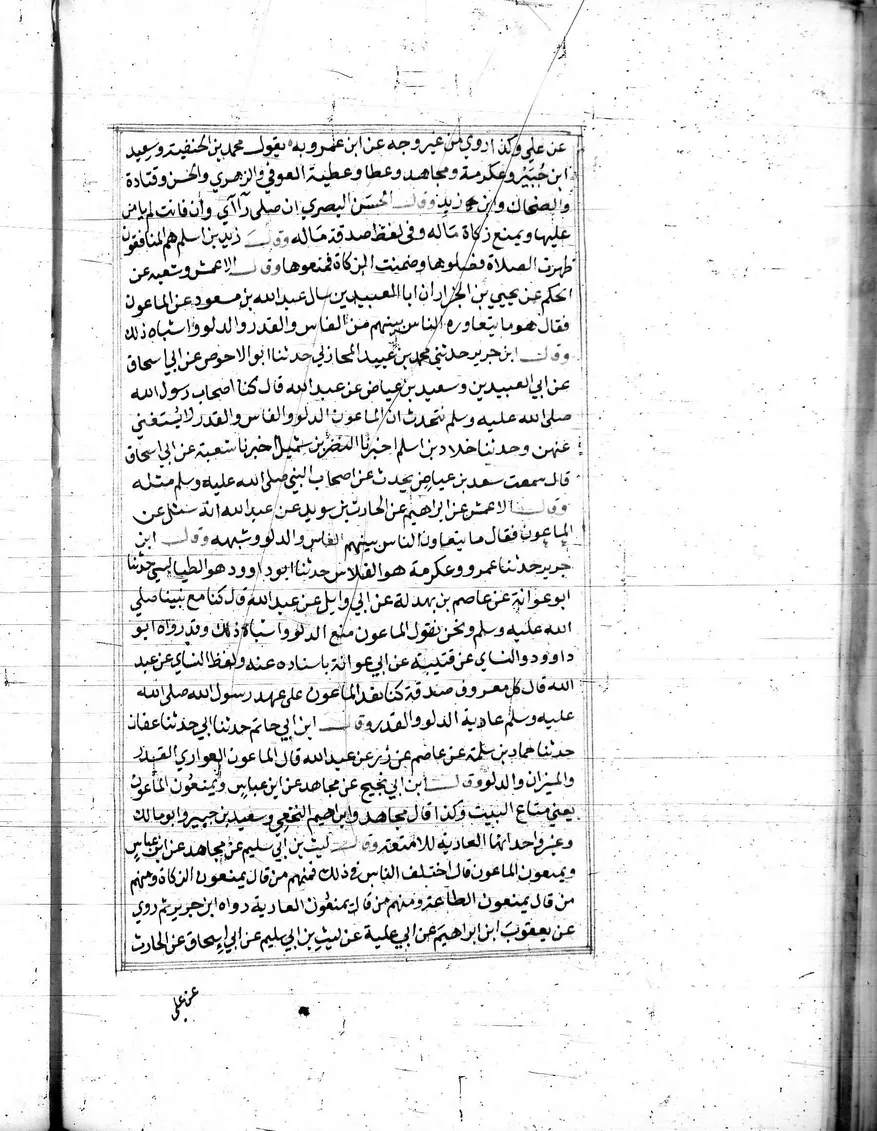 عن علي وكذا روي من غير وجه عن ابن عمر وبه يقول محمد بن الحنفية وسعيد
ابن جبير وعكرمة ومجاهد وعطا وعطية العوفي والزهري والحسن وقتادة
والضحاك وابن زيد وقال الحسن البصري ان صلى رآاي وان فاتته لم ياس
عليها ويمنع زكاة ماله وفي لفظ صدقة ماله وقال زيد بن اسلم هم المنافقون
ظهرت الصلاة فصلوها وضمنت الزكاة فمنعوها وقال الاعمش وشعبه عن
الحكم عن يحيي بن الجزار ان ابا العبيدين سال عبد الله بن مسعود عن الماعون
فقال هو ما يتعاوره الناس بينهم من الفاس والقدر والدلو واشباه ذلك
وقال ابن جرير حدثني محمد بن عبيد المحاربي حدثنا ابو الاحوص عن ابي اسحاق
عن ابي العبيدين وسعيد بن عياض عن عبد الله قال كنا اصحاب رسول الله
صلى الله عليه وسلم نتحدث ان الماعون الدلو والفاس والقدر لا يستغني
عنهن وحدثنا خلاد بن اسلم اخبرنا النضر بن شميل اخبرنا شعبة عن ابي اسحاق
قال سمعت سعد بن عياض يحدث عن اصحاب النبي صلى الله عليه وسلم مثله
وقال الاعمش عن ابراهيم عن الحارث بن سويد عن عبد الله انه سئل عن
الماعون فقال ما يتعاون الناس بينهم الفاس والدلو وشبهه وقال ابن
جرير حدثنا عمرو وعكرمة هو الفلاس حدثنا ابو داوود هو الطيالسي حدثنا
ابو عوانة عن عاصم بن بهدلة عن ابي وايل عن عبد الله قال كنا مع نبينا صلى
الله عليه وسلم ونحن نقول الماعون منع الدلو واشباة ذلك وقد رواه ابو
داوود والنساي عن قتيبة عن ابي عوانة باسناده عنه ولفظ النساي عن عبد
الله قال كل معروف صدقة كنا نعد الماعون على عهد رسول الله صلى الله
عليه وسلم عادية الدلو والقدر وقال ابن ابي حاتم حدثنا ابي حدثنا عفان
حدثنا حماد بن سلمة عن عاصم عن زر عن عبد الله قال الماعون العواري القدر
والميزان والدلو وقال ابن ابي نجيح عن مجاهد عن ابن عباس ويمنعون الماعون
يعني متاع البيت وكذا قال مجاهد وابراهيم النخعي وسعيد بن جبير وابو مالك
وغير واحد انها العادية للامتعة وقال ليث بن ابي سليم عن مجاهد عن ابن عباس
ويمنعون الماعون قال اختلف الناس في ذلك فمنهم من قال يمنعون الزكاة ومنهم
من قال يمنعون الطاعة ومنهم من قال يمنعون العادية رواه ابن جرير ثم روي
عن يعقوب ابن ابراهيم عن ابي علية عن ليث بن ابي سليم عن ابي اسحاق عن الحارث
عن علي